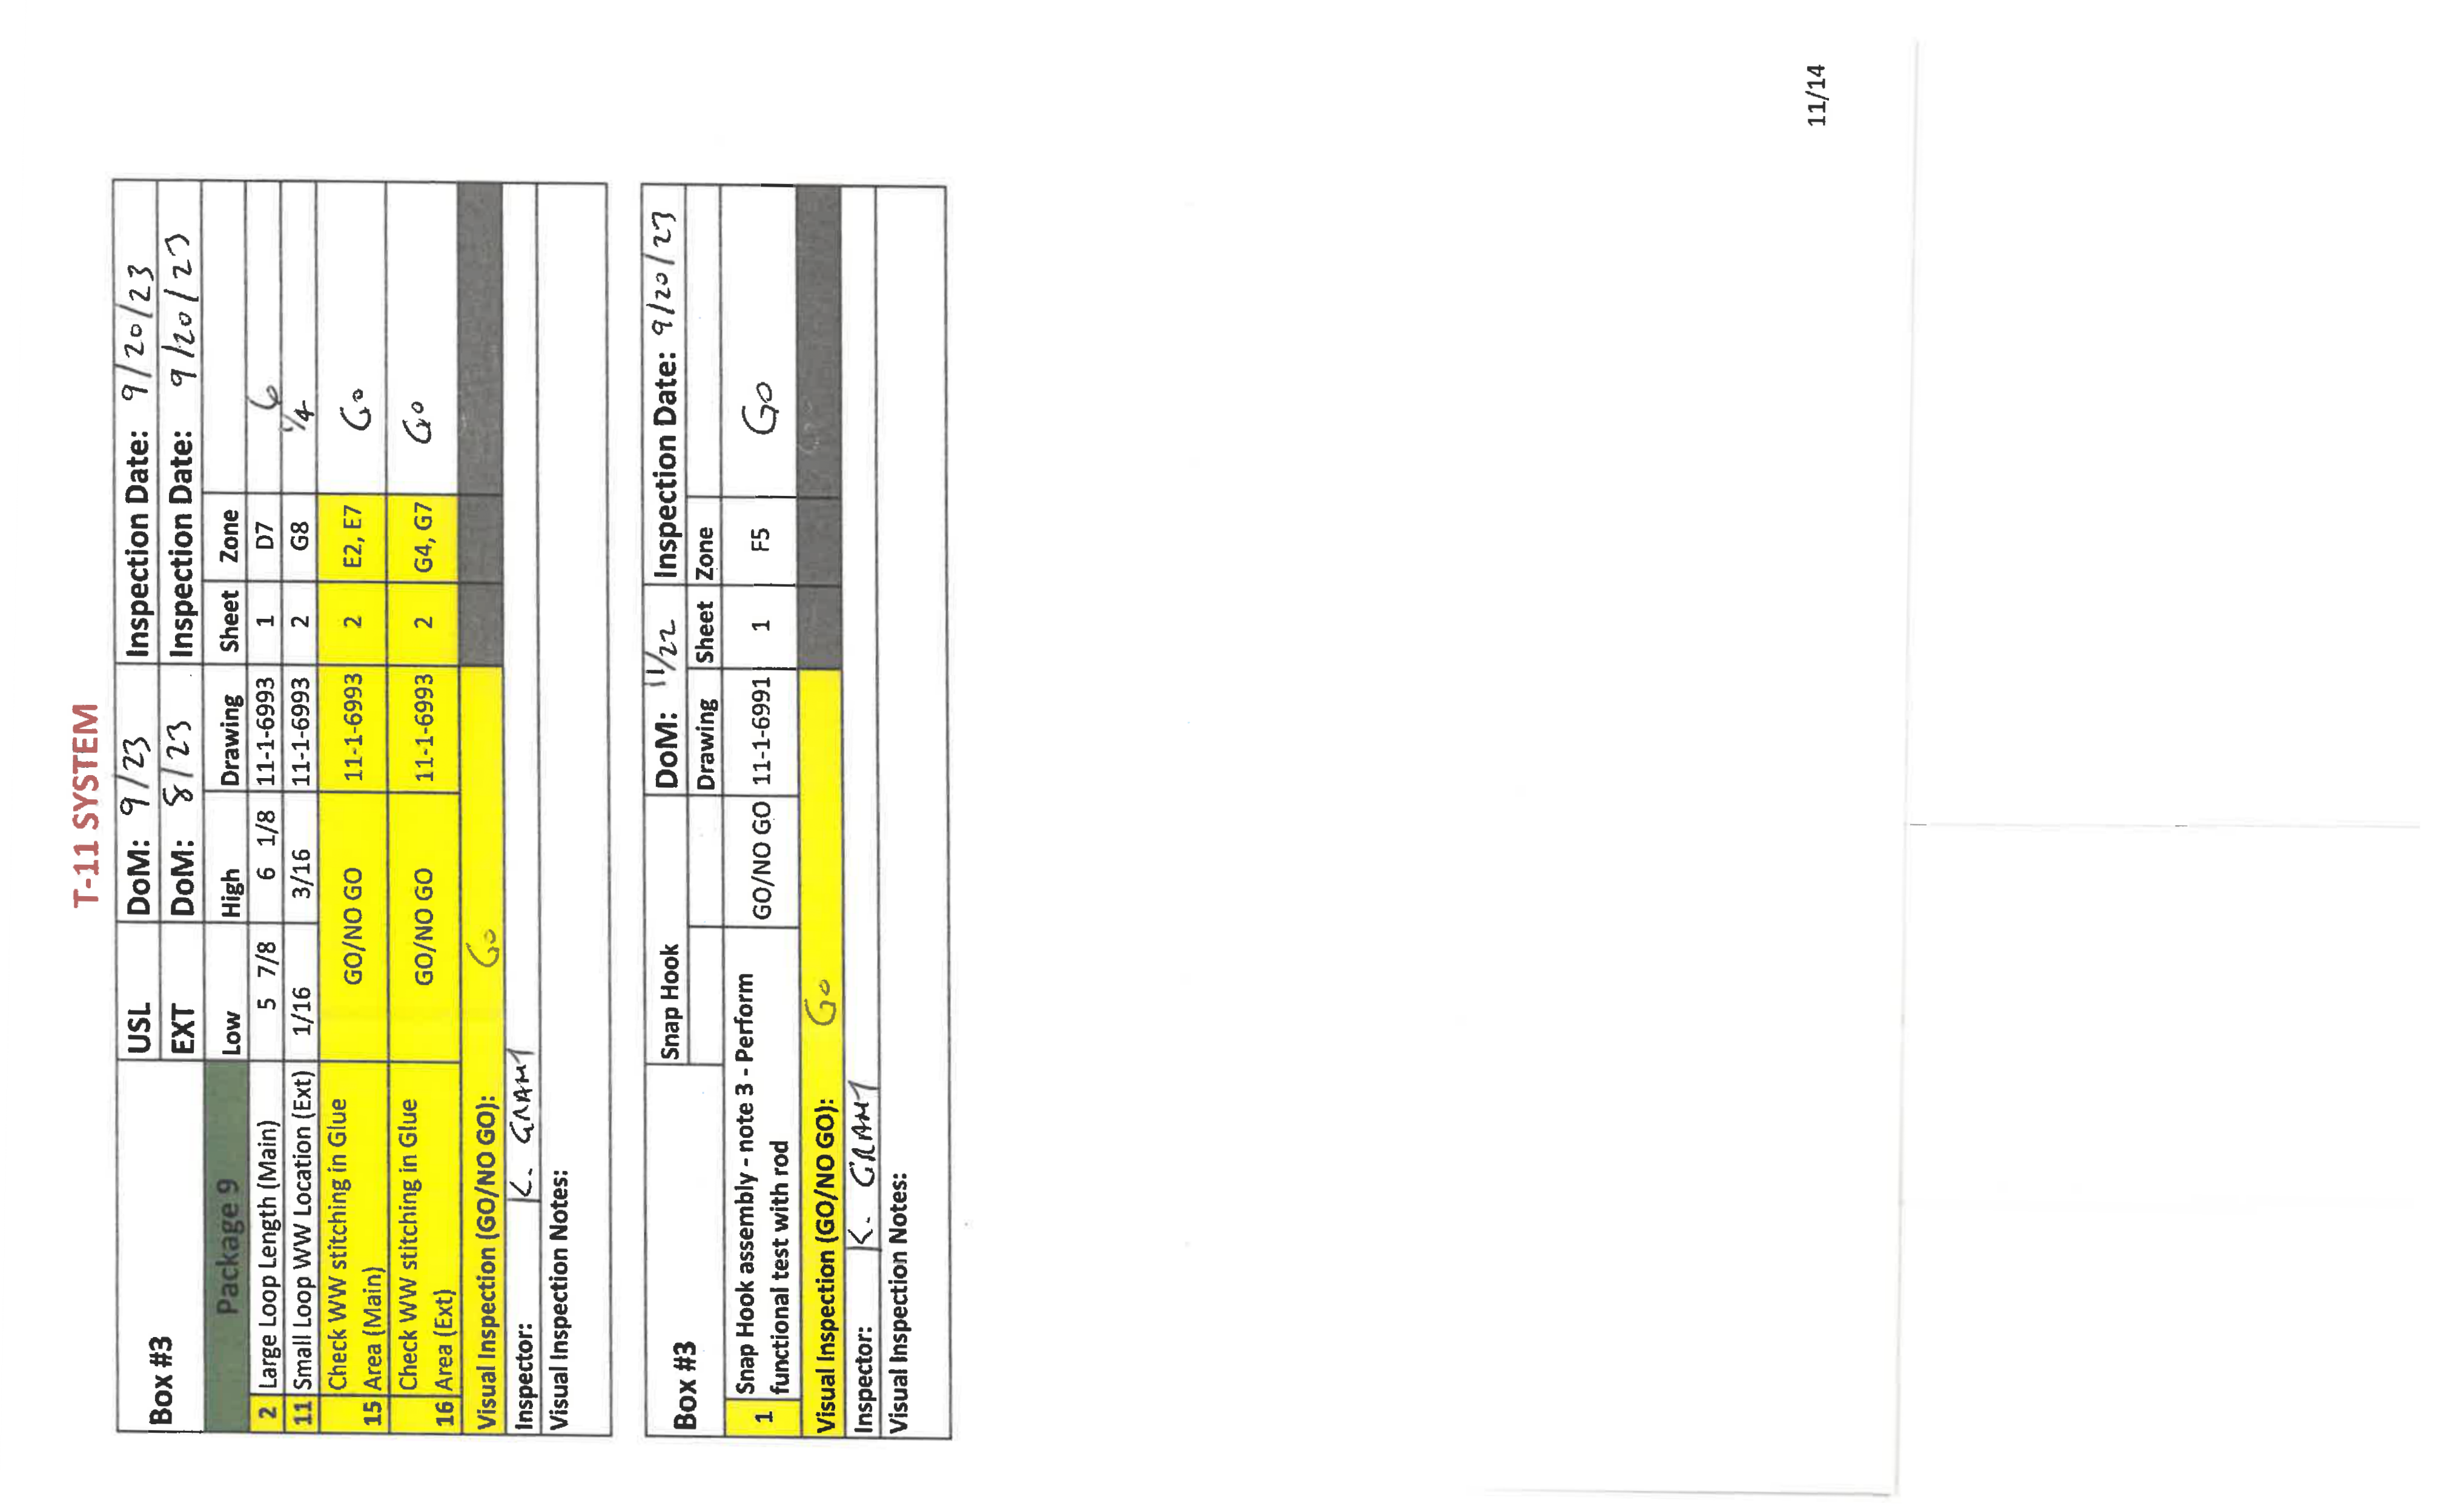 T-11 SYSTEM
Box #3 USL DoM: 9/23 Inspection Date: 9/20/23
EXT DoM: 8/23 Inspection Date: 9/20/23
Package 9 Low High Drawing Sheet Zone
2 Large Loop Length (Main) 5 7/8 6 1/8 11-1-6993 1 D7 6
11 Small Loop WW Location (Ext) 1/16 3/16 11-1-6993 2 G8 1/4
Check WW stitching in Glue
15 Area (Main) GO/NO GO 11-1-6993 2 E2, E7 Go
Check WW stitching in Glue
16 Area (Ext) GO/NO GO 11-1-6993 2 G4, G7 Go
Visual Inspection (GO/NO GO): Go
Inspector: K. GRANT
Visual Inspection Notes:
Box #3 Snap Hook DoM: 11/22 Inspection Date: 9/20/23
Drawing Sheet Zone
1 Snap Hook assembly - note 3 - Perform
functional test with rod GO/NO GO 11-1-6991 1 F5 GO
Visual Inspection (GO/NO GO): Go
Inspector: K. GRANT
Visual Inspection Notes:
11/14